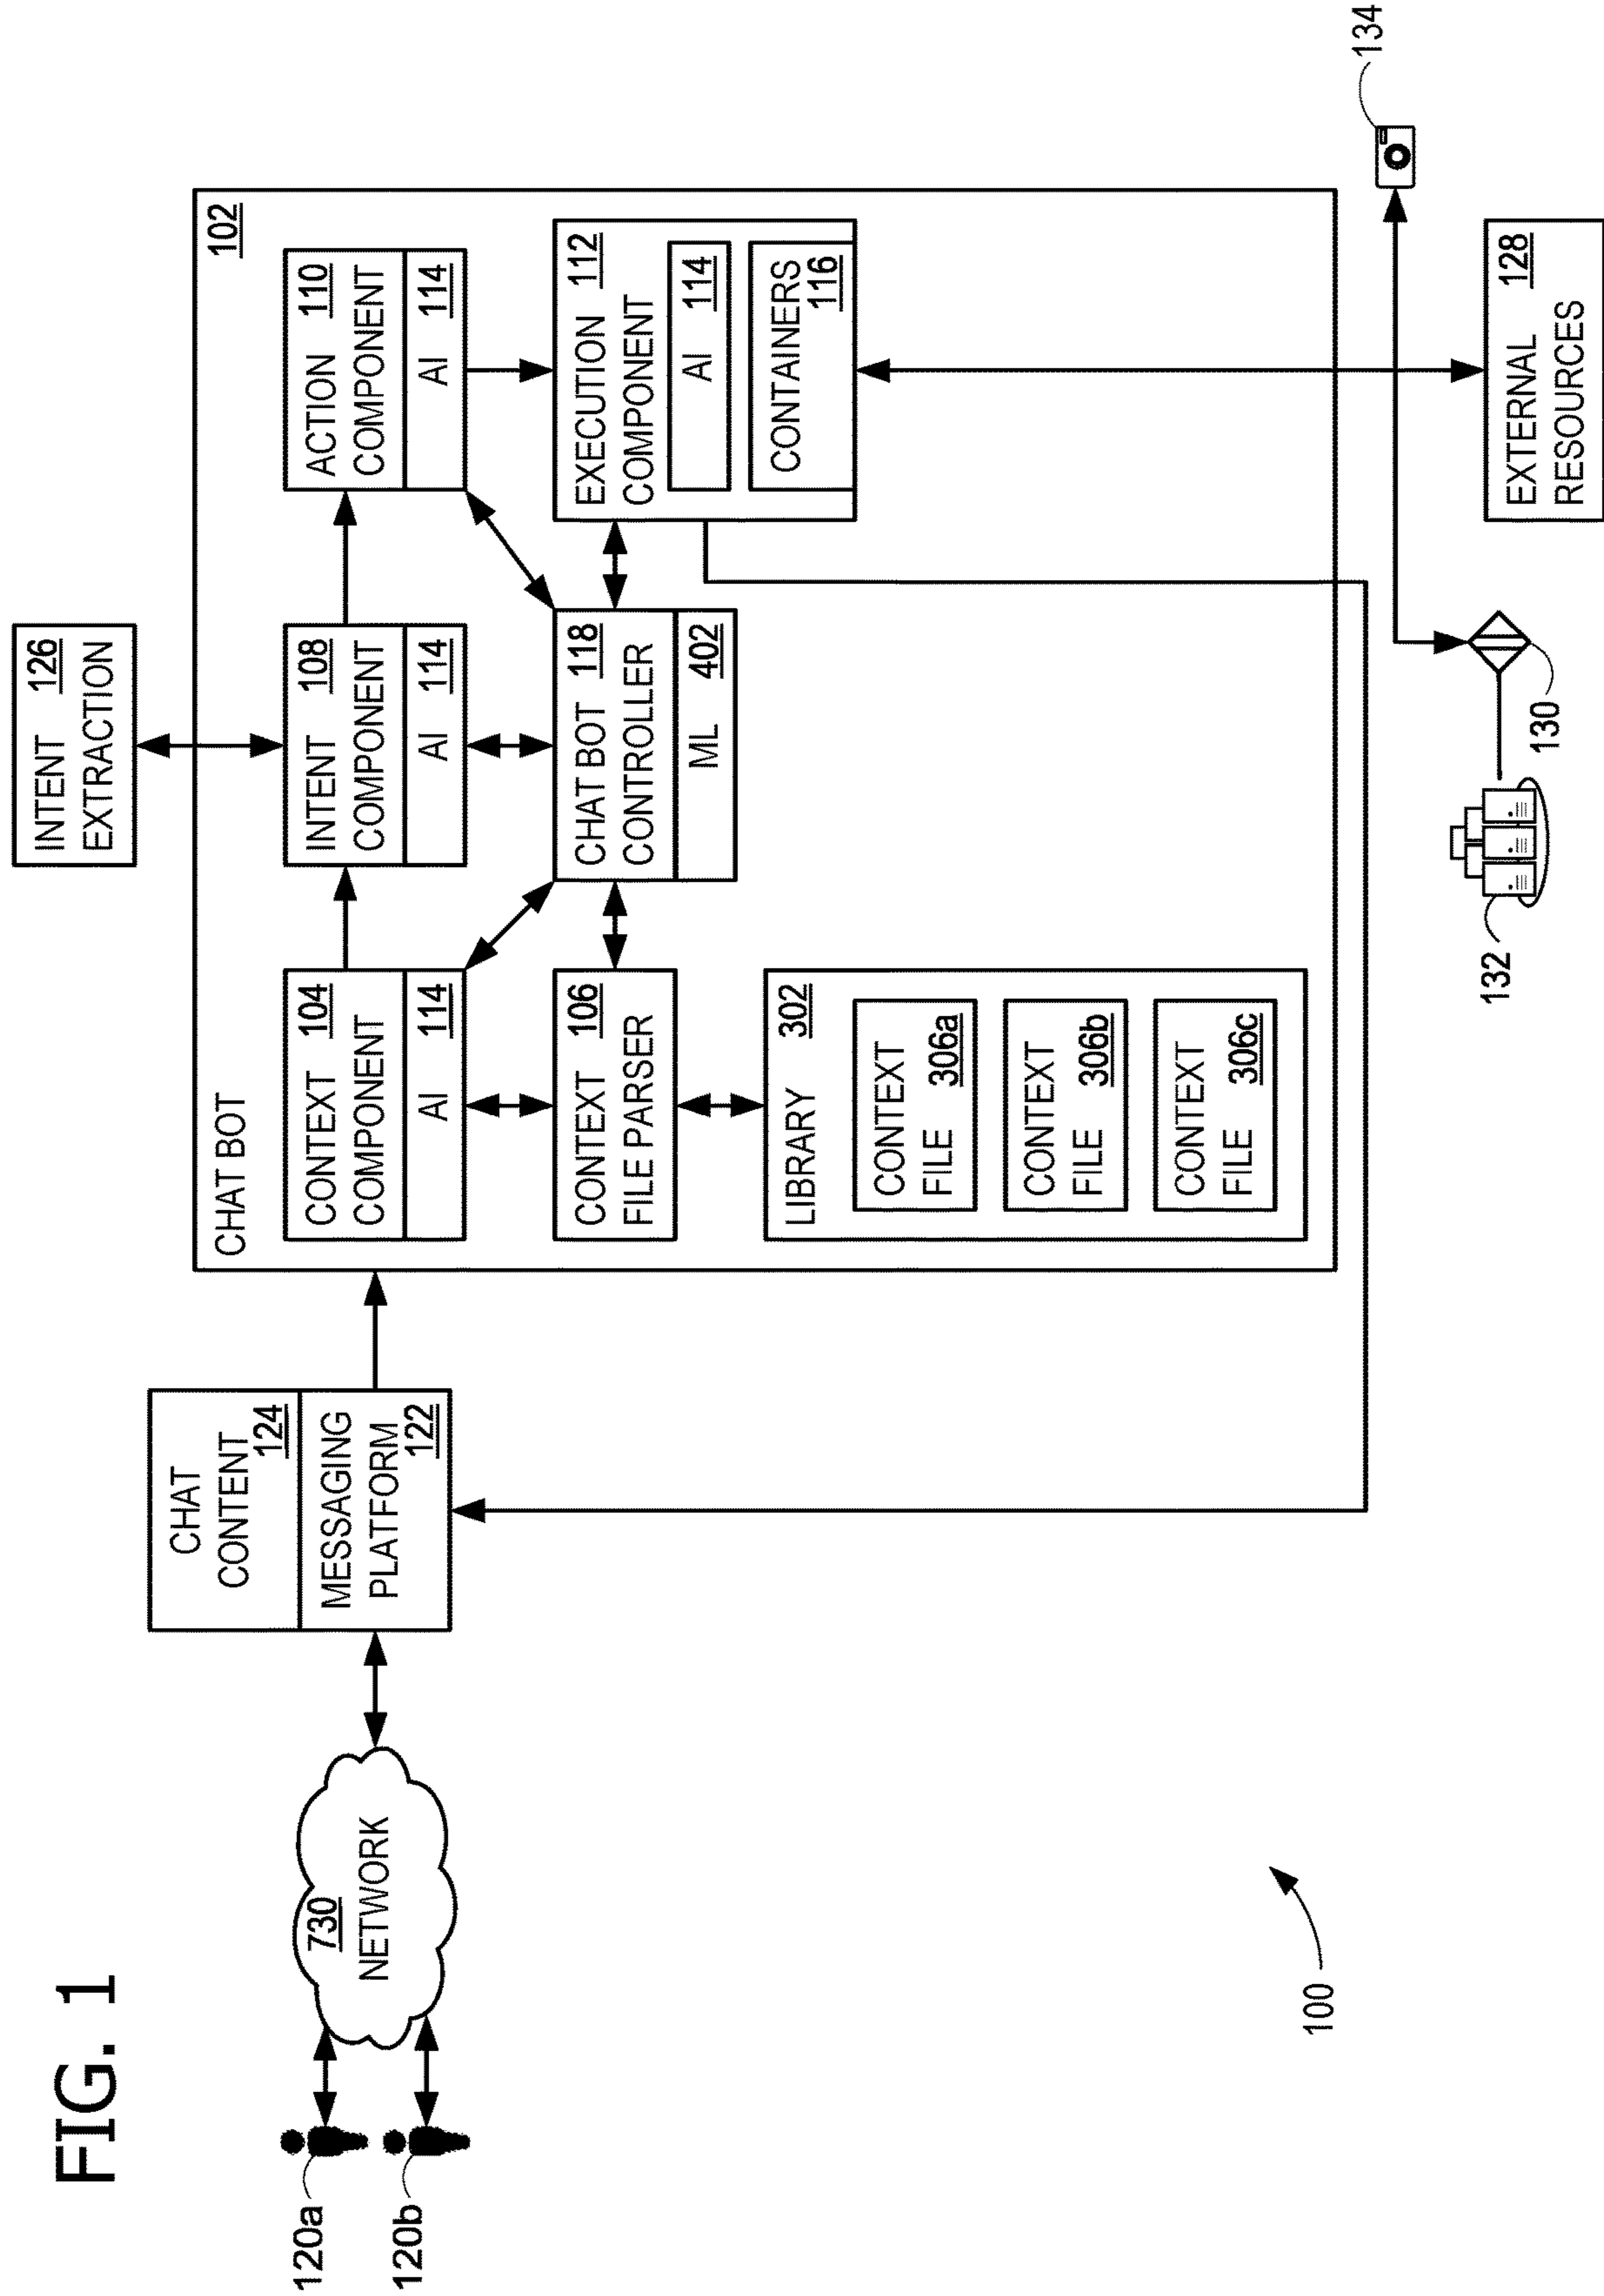 FIG. 1
120a
120b
730
NETWORK
CHAT
CONTENT 124
MESSAGING
PLATFORM 122
CHAT BOT
102
CONTEXT 104
COMPONENT
AI 114
CONTEXT 106
FILE PARSER
LIBRARY 302
CONTEXT
FILE 306a
CONTEXT
FILE 306b
CONTEXT
FILE 306c
INTENT 126
EXTRACTION
INTENT 108
COMPONENT
AI 114
CHAT BOT 118
CONTROLLER
ML 402
ACTION 110
COMPONENT
AI 114
EXECUTION 112
COMPONENT
AI 114
CONTAINERS
116
100
132
130
134
EXTERNAL 128
RESOURCES